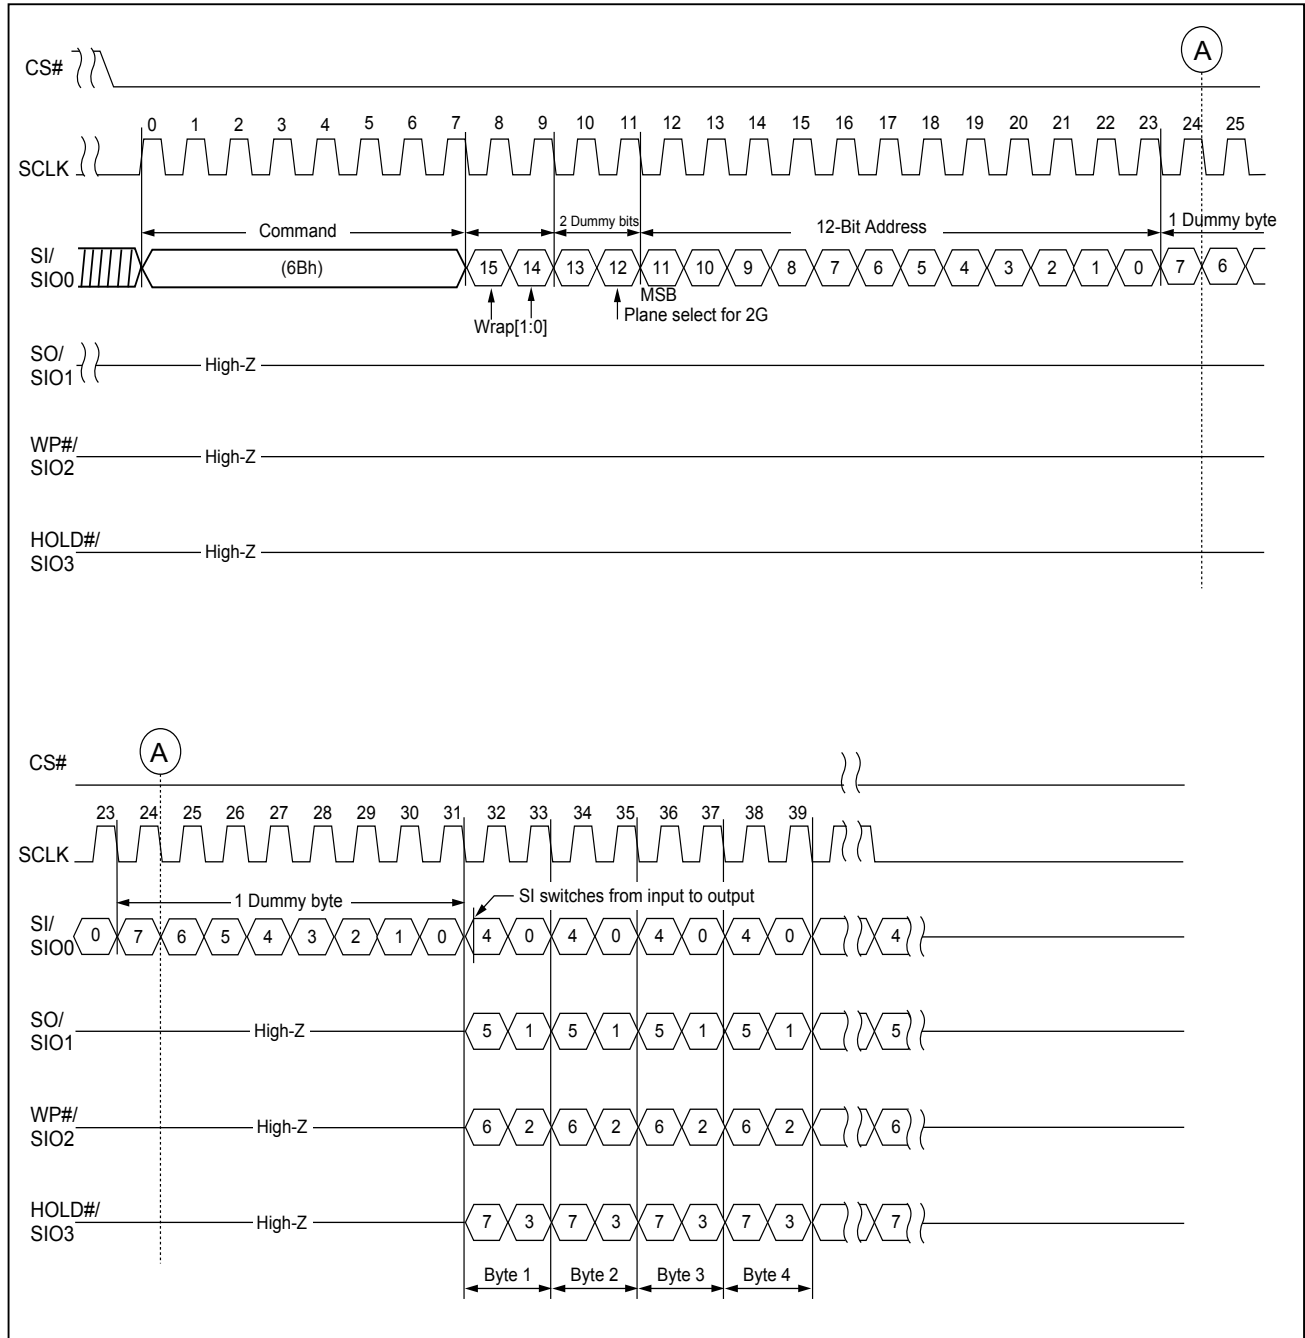 A
CS#
0 1 2 3 4 5 6 7 8 9 10 11 12 13 14 15 16 17 18 19 20 21 22 23 24 25
SCLK
Command
2 Dummy bits
12-Bit Address
1 Dummy byte
SI/
SIO0
(6Bh)
15 14 13 12 11 10 9 8 7 6 5 4 3 2 1 0 7 6
MSB
Wrap[1:0]
Plane select for 2G
SO/
SIO1
High-Z
WP#/
SIO2
High-Z
HOLD#/
SIO3
High-Z
A
CS#
23 24 25 26 27 28 29 30 31 32 33 34 35 36 37 38 39
SCLK
1 Dummy byte
SI switches from input to output
SI/
SIO0
0 7 6 5 4 3 2 1 0 4 0 4 0 4 0 4 0 4
SO/
SIO1
High-Z
5 1 5 1 5 1 5 1 5
WP#/
SIO2
High-Z
6 2 6 2 6 2 6 2 6
HOLD#/
SIO3
High-Z
7 3 7 3 7 3 7 3 7
Byte 1 Byte 2 Byte 3 Byte 4